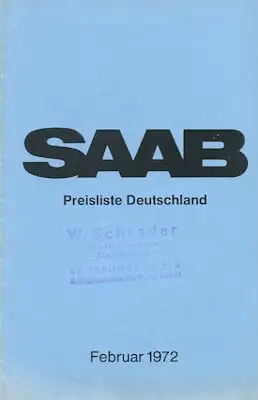 SAAB
Preisliste Deutschland
W. Schrader
Februar 1972